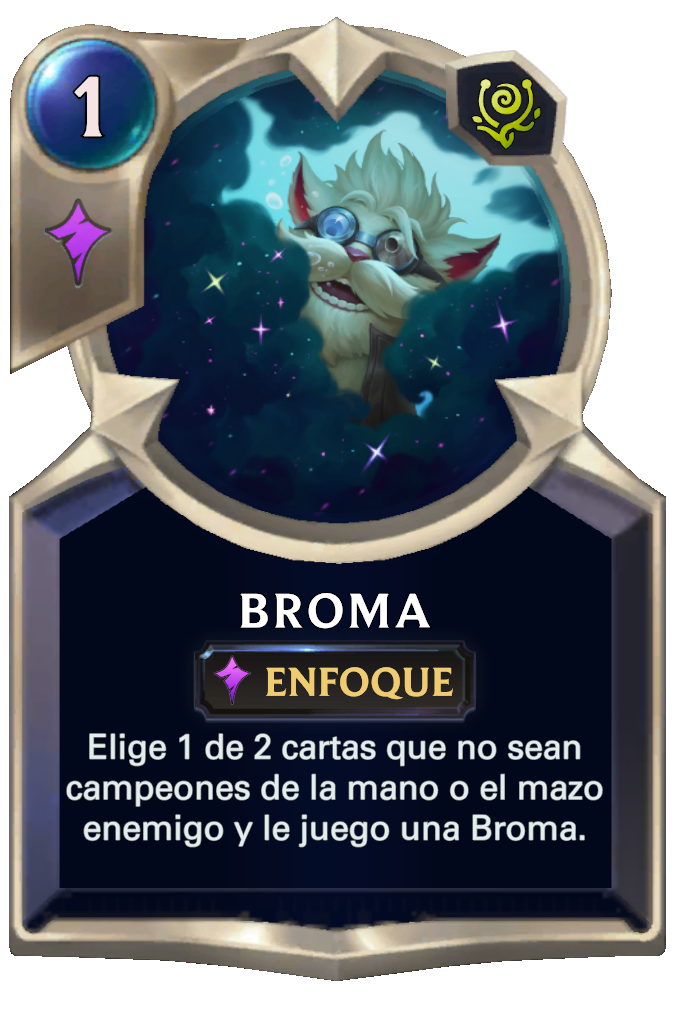 1
BROMA
ENFOQUE
Elige 1 de 2 cartas que no sean
campeones de la mano o el mazo
enemigo y le juego una Broma.